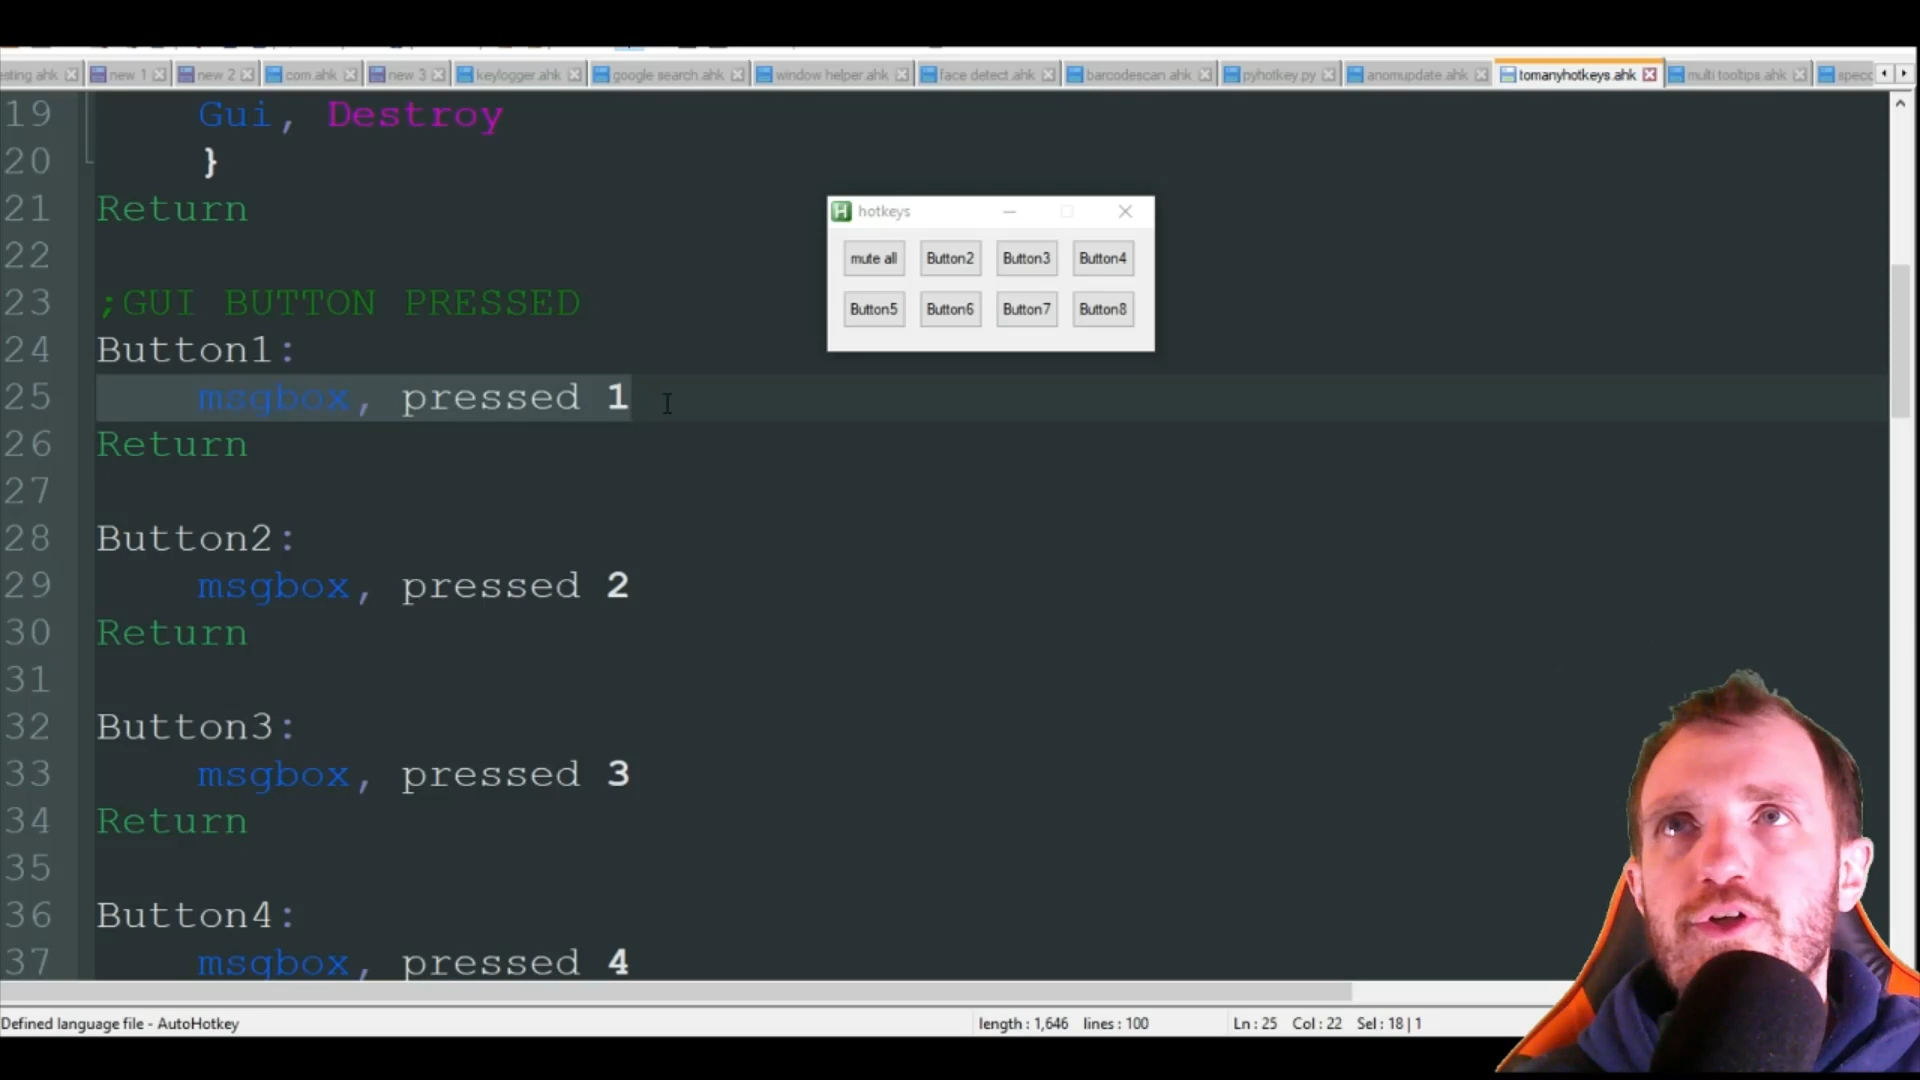 esting.ahk new 1 new 2 com.ahk new 3 keylogger.ahk google search.ahk window helper.ahk face detect.ahk barcodescan.ahk pyhotkey.py anomupdate.ahk tomanyhotkeys.ahk multi tooltips.ahk specc
19 Gui, Destroy
20 }
21 Return
22
23 ;GUI BUTTON PRESSED
24 Button1:
25 msgbox, pressed 1
26 Return
27
28 Button2:
29 msgbox, pressed 2
30 Return
31
32 Button3:
33 msgbox, pressed 3
34 Return
35
36 Button4:
37 msgbox, pressed 4
H hotkeys
mute all Button2 Button3 Button4
Button5 Button6 Button7 Button8
Defined language file - AutoHotkey length : 1,646 lines : 100 Ln : 25 Col : 22 Sel : 18 | 1